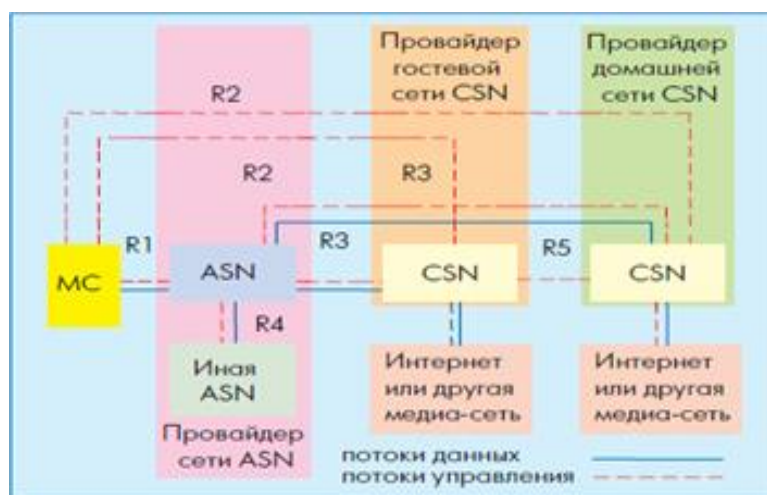 Провайдер
гостевой
сети CSN
Провайдер
домашней
сети CSN
R2
R2
R3
R1
R3
R5
МС
ASN
CSN
CSN
R4
Иная
ASN
Интернет
или другая
медиа-сеть
Интернет
или другая
медиа-сеть
Провайдер
сети ASN
потоки данных
потоки управления